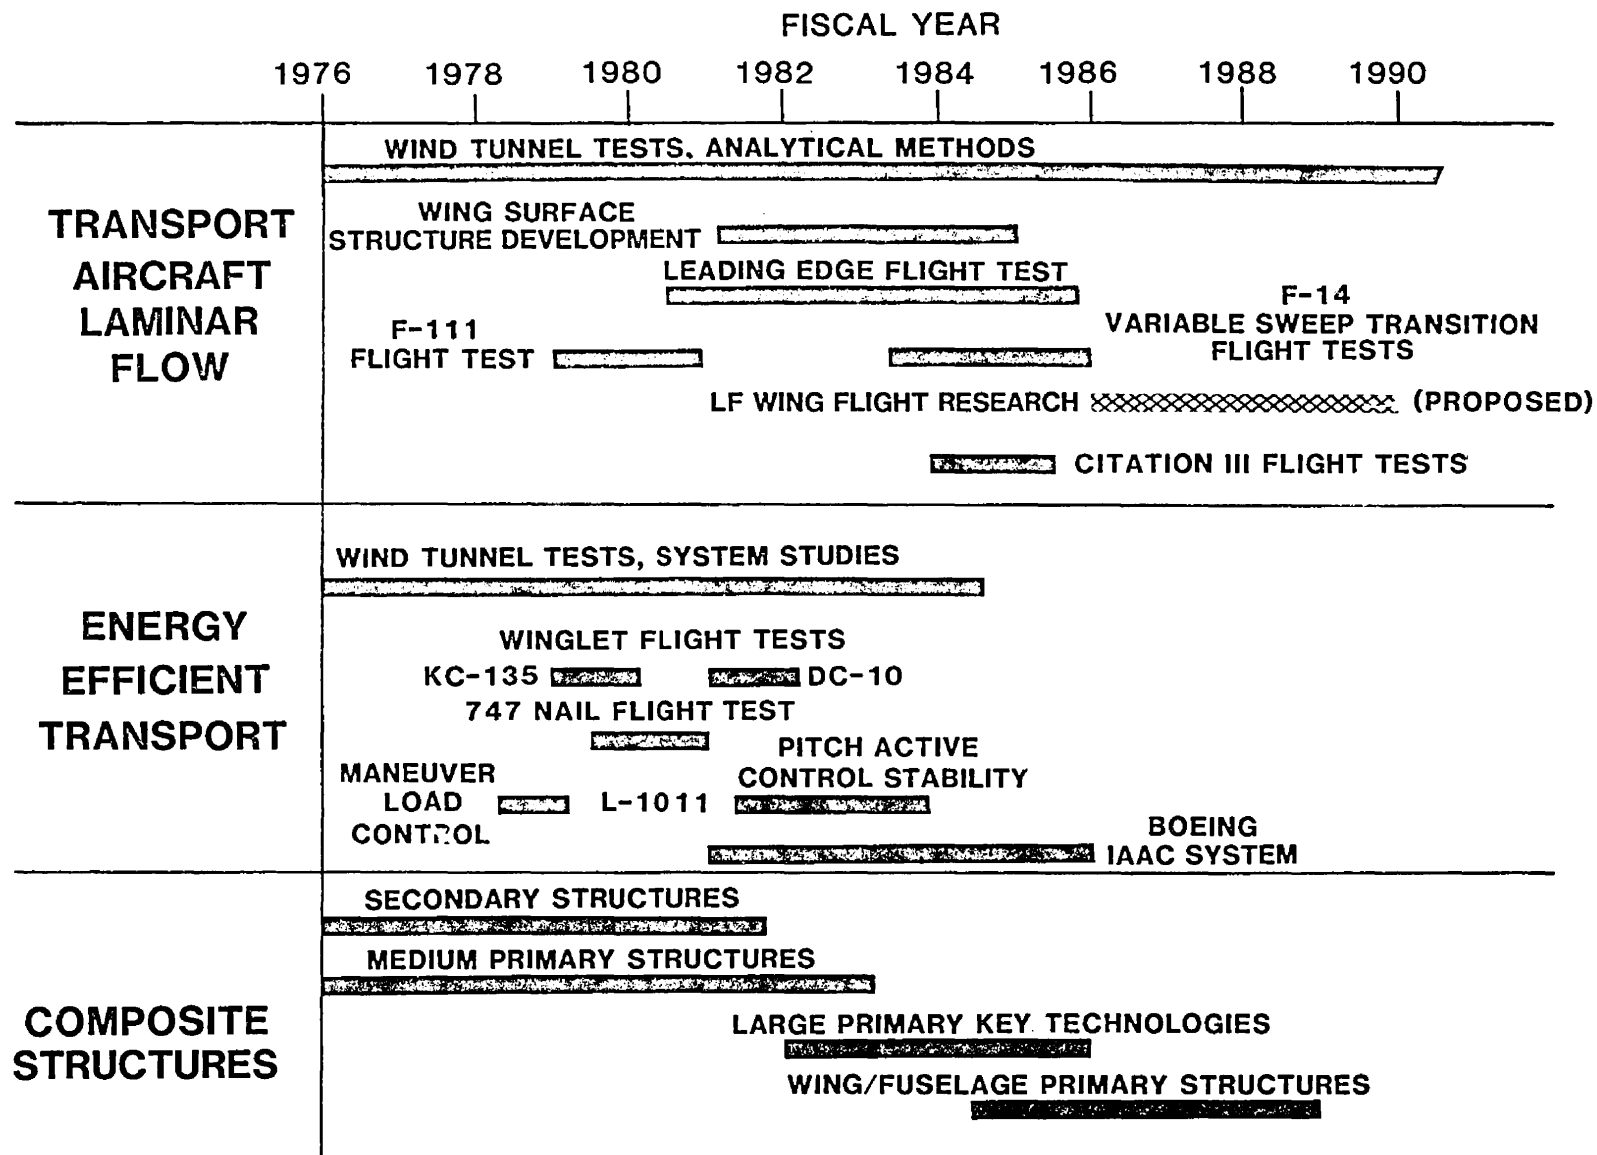 FISCAL YEAR
1976 1978 1980 1982 1984 1986 1988 1990
TRANSPORT
AIRCRAFT
LAMINAR
FLOW
WIND TUNNEL TESTS, ANALYTICAL METHODS
WING SURFACE
STRUCTURE DEVELOPMENT
LEADING EDGE FLIGHT TEST
F-111
FLIGHT TEST
F-14
VARIABLE SWEEP TRANSITION
FLIGHT TESTS
LF WING FLIGHT RESEARCH (PROPOSED)
CITATION III FLIGHT TESTS
ENERGY
EFFICIENT
TRANSPORT
WIND TUNNEL TESTS, SYSTEM STUDIES
WINGLET FLIGHT TESTS
KC-135 DC-10
747 NAIL FLIGHT TEST
MANEUVER
LOAD
CONTROL
L-1011
PITCH ACTIVE
CONTROL STABILITY
BOEING
IAAC SYSTEM
COMPOSITE
STRUCTURES
SECONDARY STRUCTURES
MEDIUM PRIMARY STRUCTURES
LARGE PRIMARY KEY TECHNOLOGIES
WING/FUSELAGE PRIMARY STRUCTURES